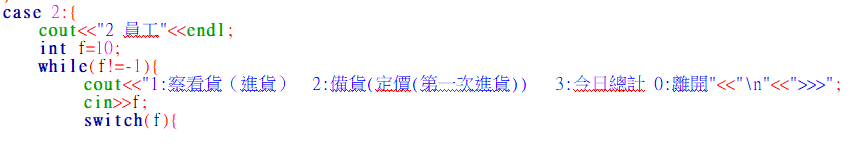 case 2:{
cout<<"2 員工"<<endl;
int f=10;
while(f!=-1){
cout<<"1:察看貨（進貨） 2:備貨(定價(第一次進貨)) 3:今日總計 0:離開"<<"\n"<<">>>";
cin>>f;
switch(f){